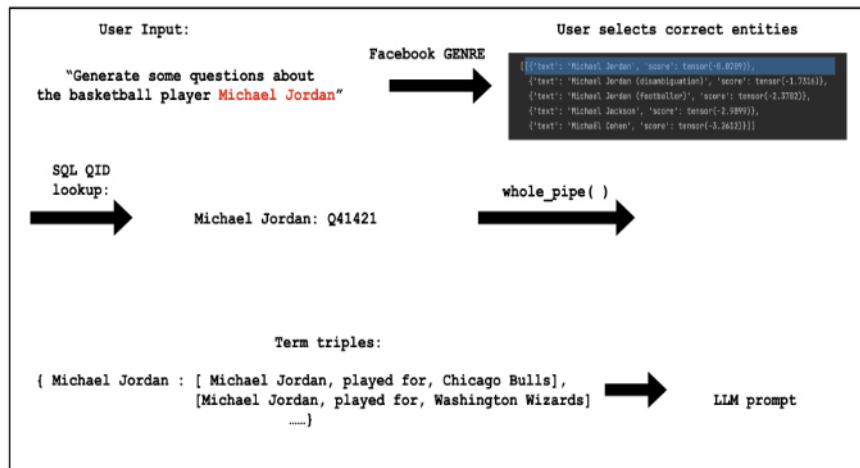 User Input:
User selects correct entities
Facebook GENRE
“Generate some questions about
the basketball player Michael Jordan”
[[{'text': 'Michael Jordan', 'score': tensor(-0.0789)},
{'text': 'Michael Jordan (disambiguation)', 'score': tensor(-1.7316)},
{'text': 'Michael Jordan (footballer)', 'score': tensor(-2.3782)},
{'text': 'Michael Jackson', 'score': tensor(-2.9899)},
{'text': 'Michaël Cohen', 'score': tensor(-3.2612)}]]
SQL QID
lookup:
Michael Jordan: Q41421
whole_pipe( )
Term triples:
{ Michael Jordan : [ Michael Jordan, played for, Chicago Bulls],
[Michael Jordan, played for, Washington Wizards]
……}
LLM prompt